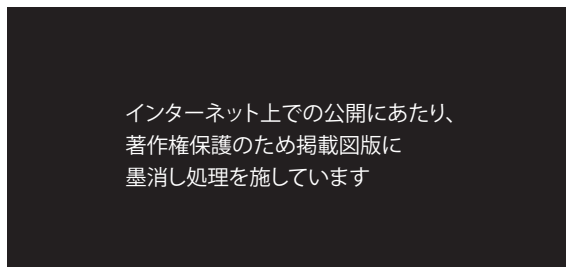 インターネット上での公開にあたり、
著作権保護のため掲載図版に
墨消し処理を施しています